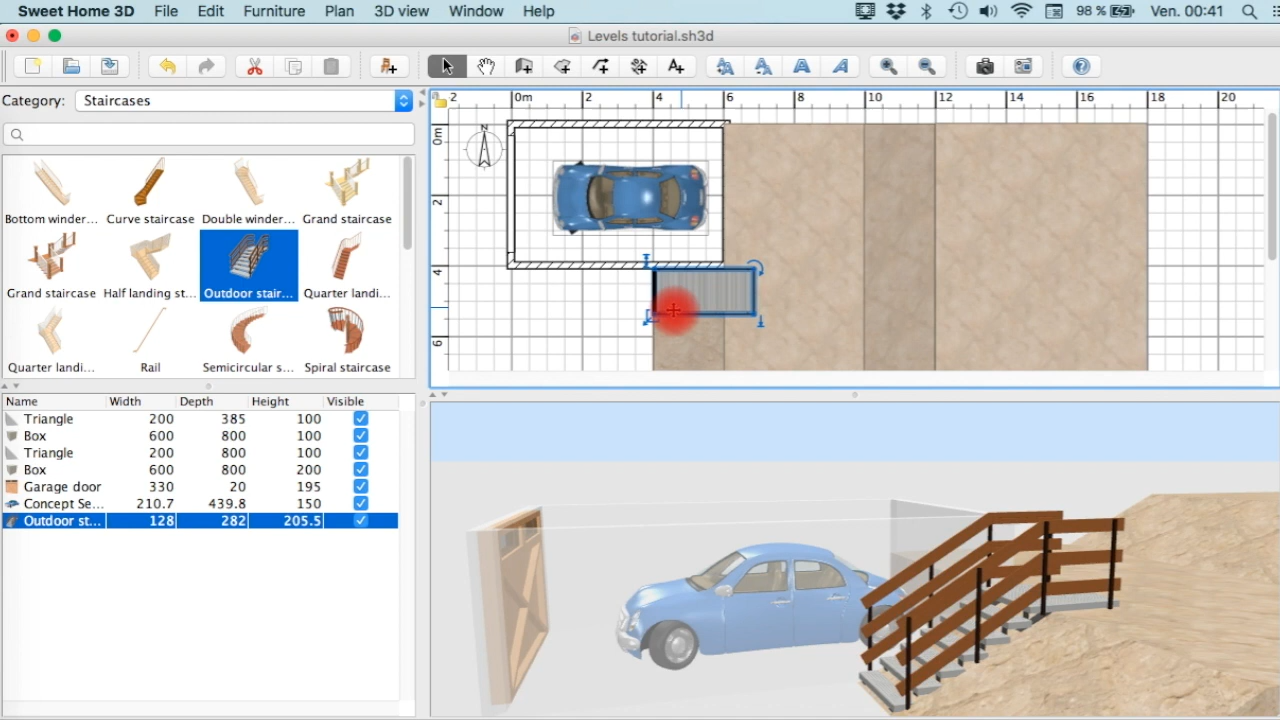 Sweet Home 3D File Edit Furniture Plan 3D view Window Help 98 % Ven. 00:41
Levels tutorial.sh3d
Category: Staircases
Bottom winder... Curve staircase Double winder... Grand staircase
Grand staircase Half landing st... Outdoor stair... Quarter landi...
Quarter landi... Rail Semicircular s... Spiral staircase
Name Width Depth Height Visible
Triangle 200 385 100
Box 600 800 100
Triangle 200 800 100
Box 600 800 200
Garage door 330 20 195
Concept Se... 210.7 439.8 150
Outdoor st... 128 282 205.5
-2 0m 2 4 6 8 10 12 14 16 18 20
0m
2
4
6
N